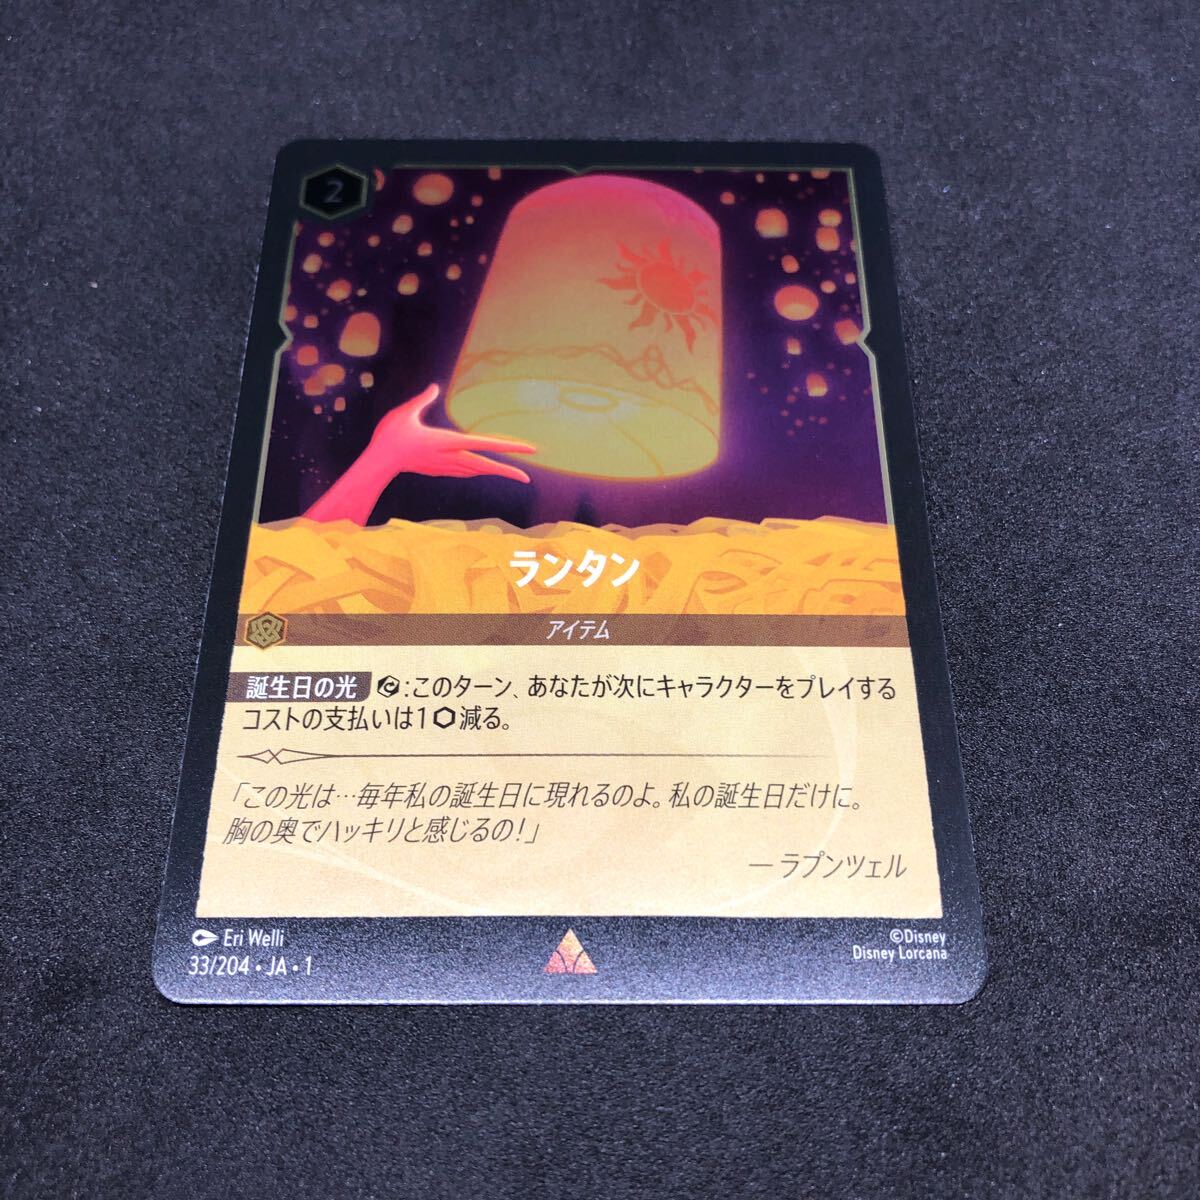 2
ランタン
アイテム
誕生日の光 :このターン、あなたが次にキャラクターをプレイする
コストの支払いは1⬡減る。
「この光は…毎年私の誕生日に現れるのよ。私の誕生日だけに。
胸の奥でハッキリと感じるの!」
— ラプンツェル
Eri Welli
33/204 • JA • 1
©Disney
Disney Lorcana